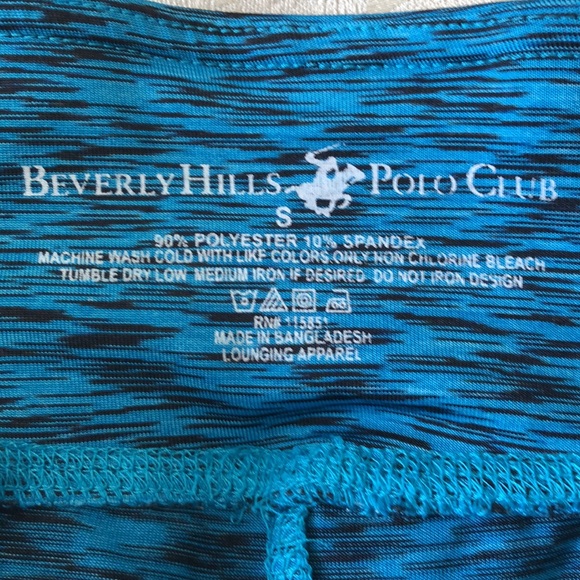 BEVERLY HILLS POLO CLUB
S
90% POLYESTER 10% SPANDEX
MACHINE WASH COLD WITH LIKE COLORS.ONLY NON CHLORINE BLEACH
TUMBLE DRY LOW MEDIUM IRON IF DESIRED. DO NOT IRON DESIGN
RN# 115851
MADE IN BANGLADESH
LOUNGING APPAREL